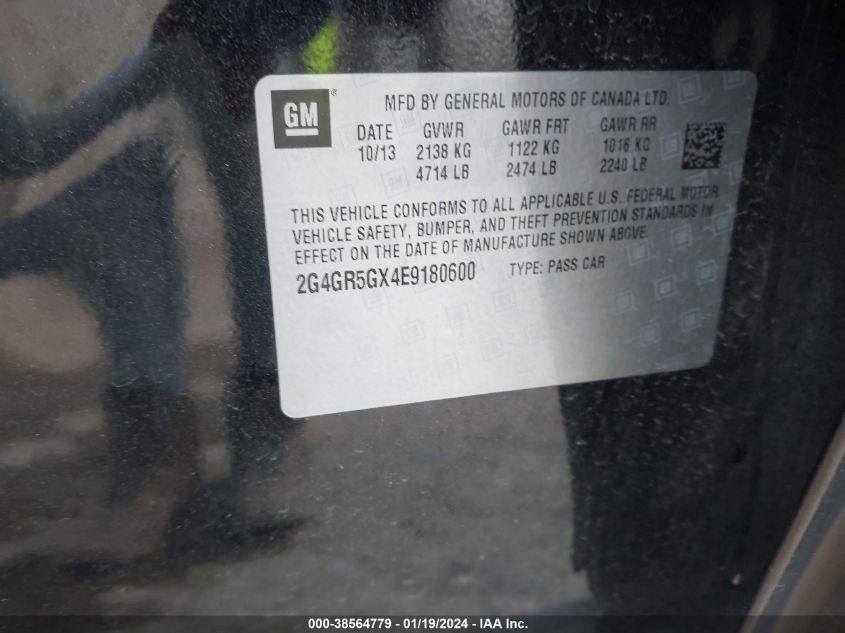 GM ® MFD BY GENERAL MOTORS OF CANADA LTD.
DATE GVWR GAWR FRT GAWR RR
10/13 2138 KG 1122 KG 1016 KG
4714 LB 2474 LB 2240 LB
THIS VEHICLE CONFORMS TO ALL APPLICABLE U.S. FEDERAL MOTOR
VEHICLE SAFETY, BUMPER, AND THEFT PREVENTION STANDARDS IN
EFFECT ON THE DATE OF MANUFACTURE SHOWN ABOVE.
2G4GR5GX4E9180600 TYPE: PASS CAR
000-38564779 - 01/19/2024 - IAA Inc.